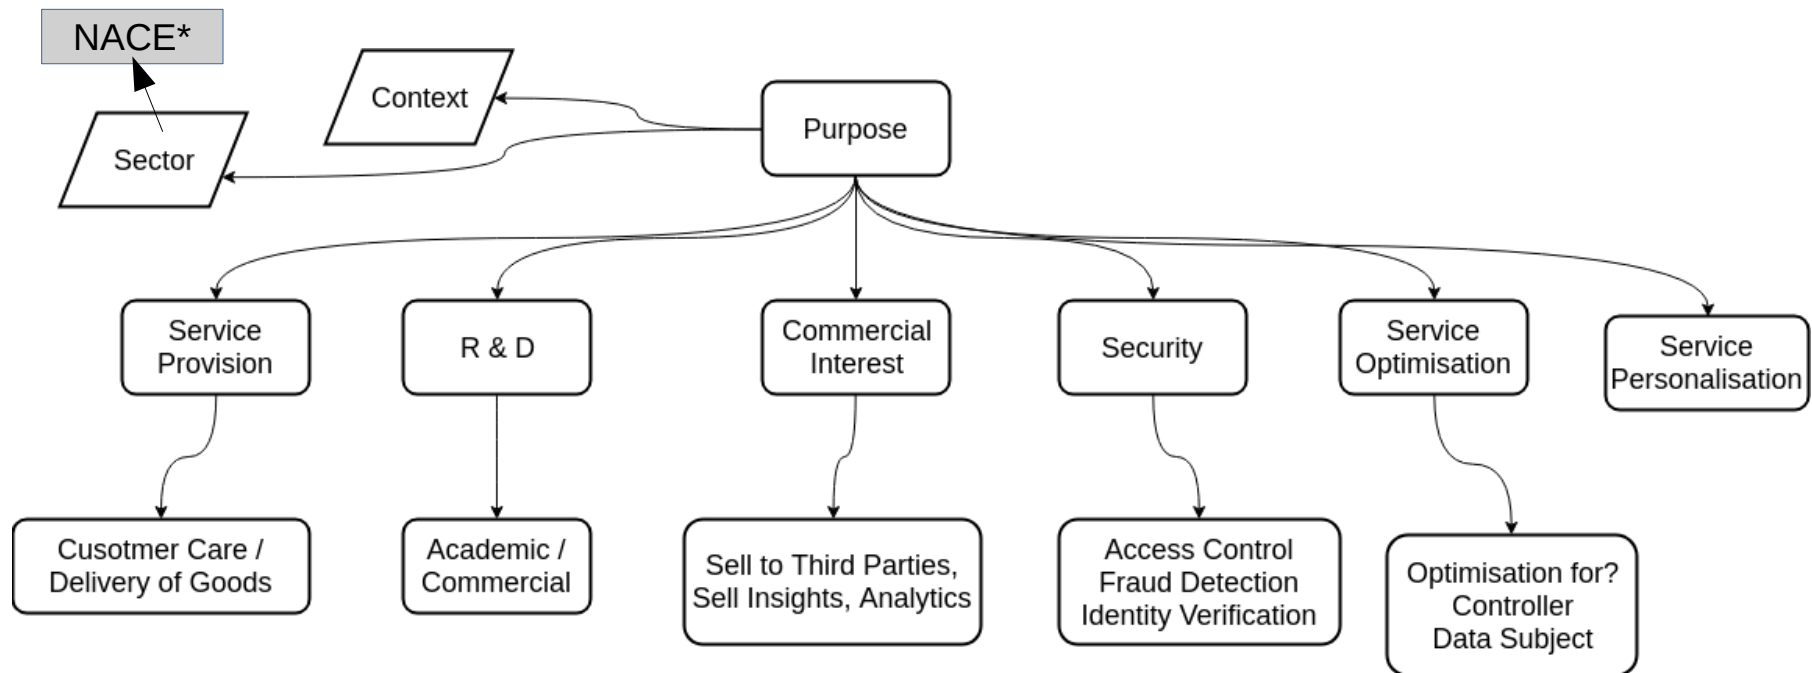 NACE*
Context
Sector
Purpose
Service
Provision
R & D
Commercial
Interest
Security
Service
Optimisation
Service
Personalisation
Cusotmer Care /
Delivery of Goods
Academic /
Commercial
Sell to Third Parties,
Sell Insights, Analytics
Access Control
Fraud Detection
Identity Verification
Optimisation for?
Controller
Data Subject